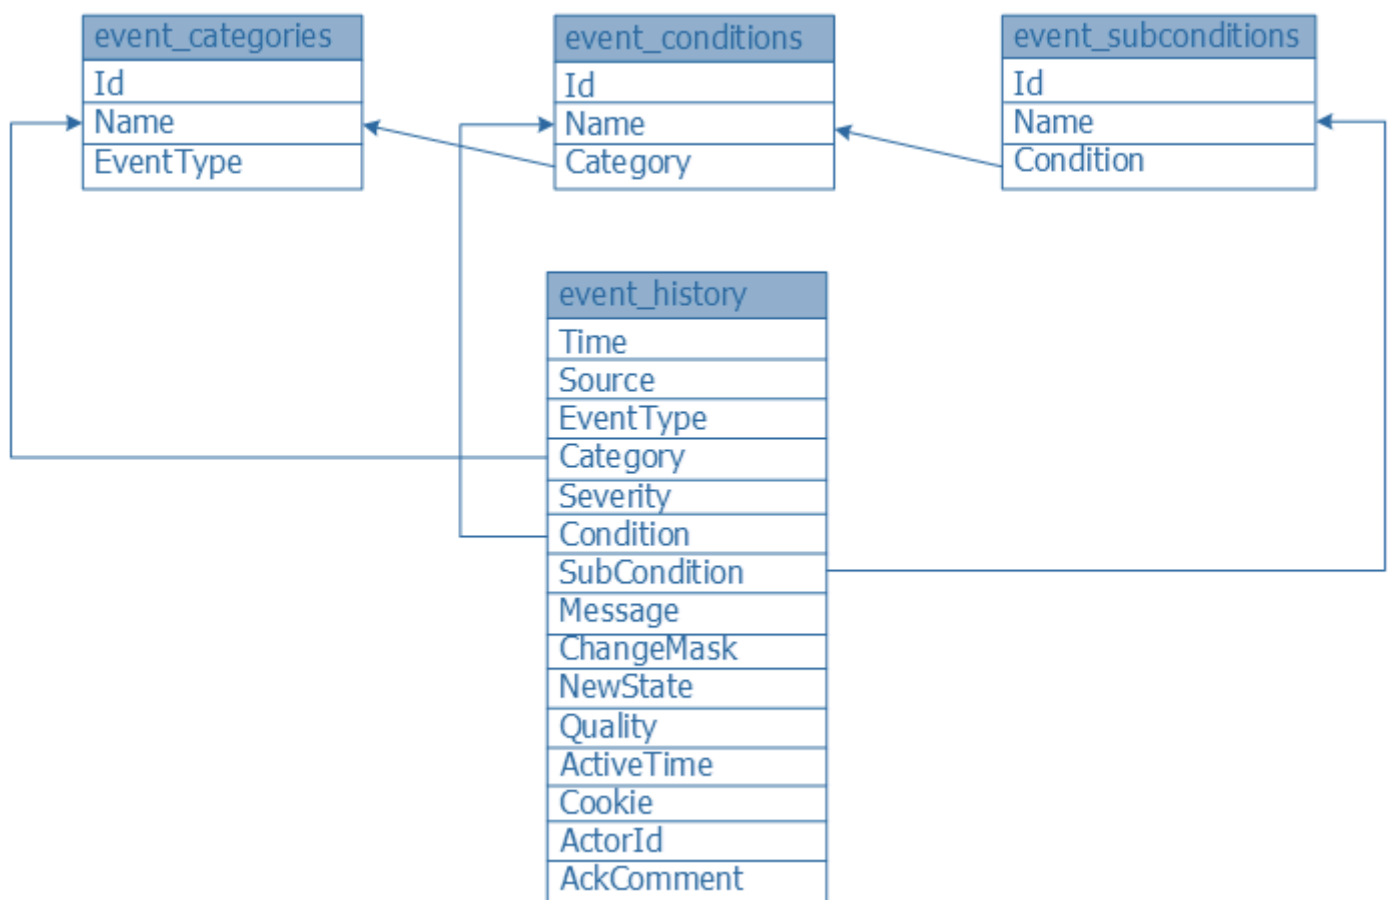 event_categories
Id
Name
EventType
event_conditions
Id
Name
Category
event_subconditions
Id
Name
Condition
event_history
Time
Source
EventType
Category
Severity
Condition
SubCondition
Message
ChangeMask
NewState
Quality
ActiveTime
Cookie
ActorId
AckComment